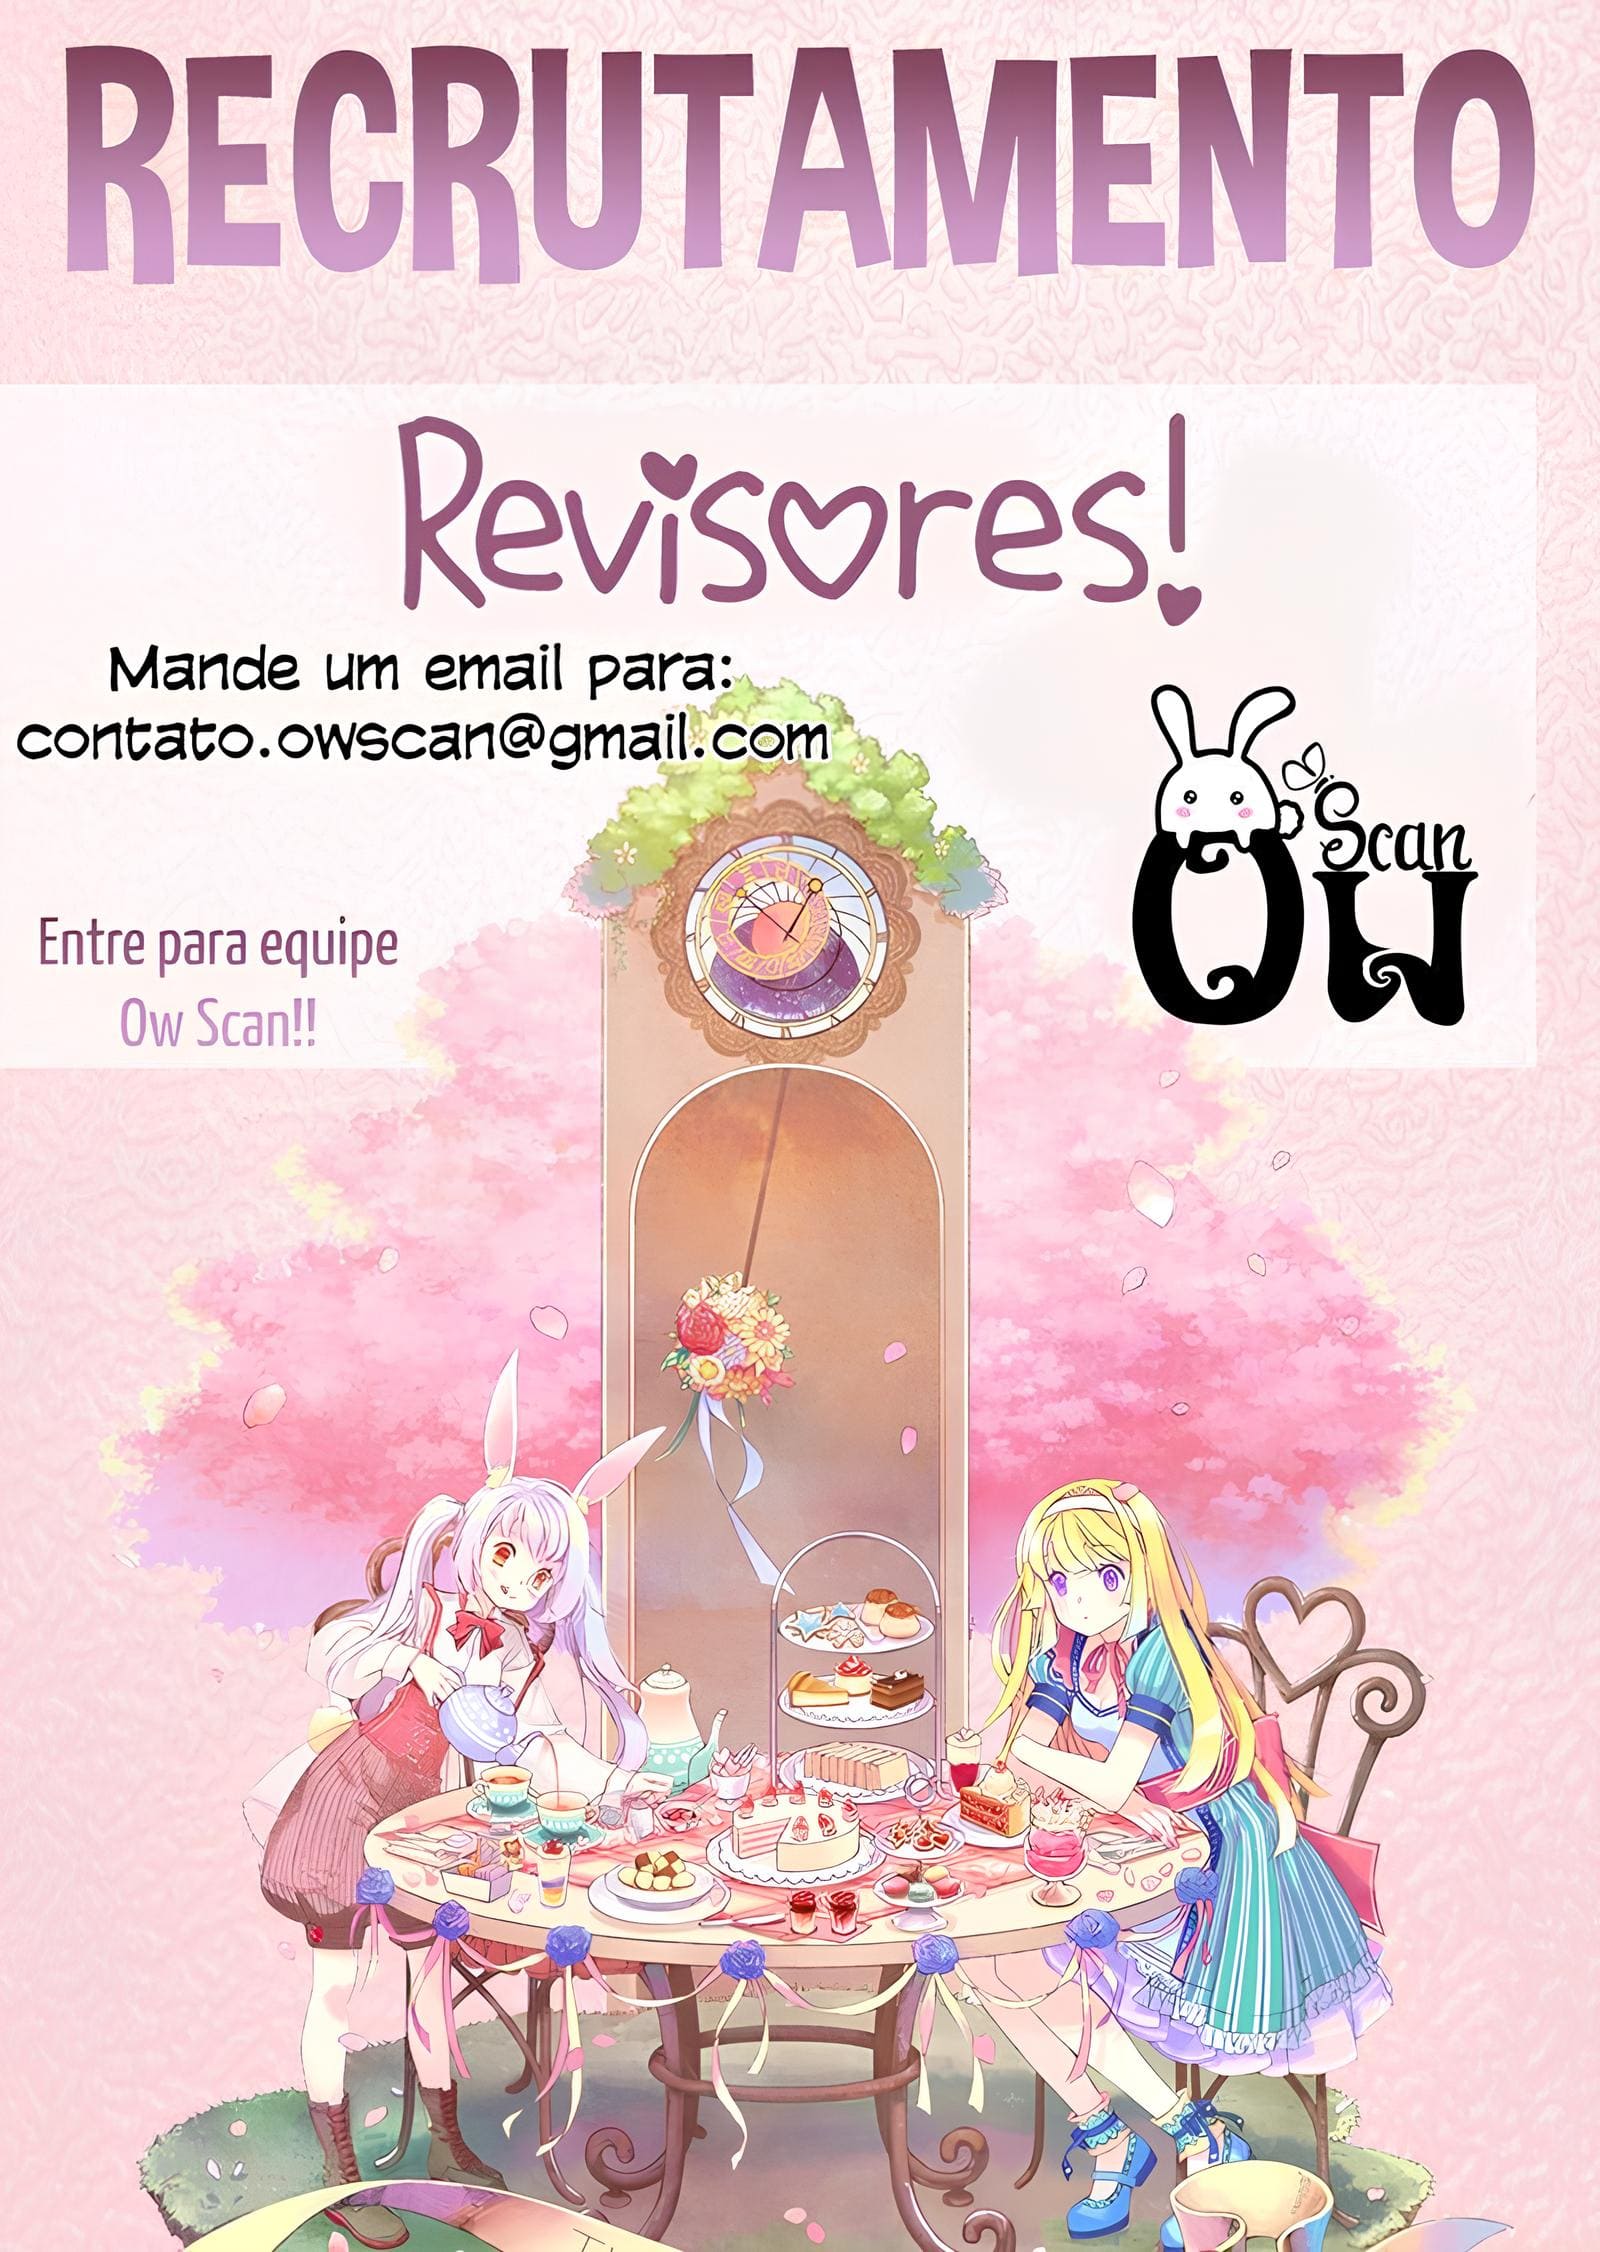 RECRUTAMENTO
Revisores!
Mande um email para:
contato.owscan@gmail.com
Scan
Ow
Entre para equipe
Ow Scan!!